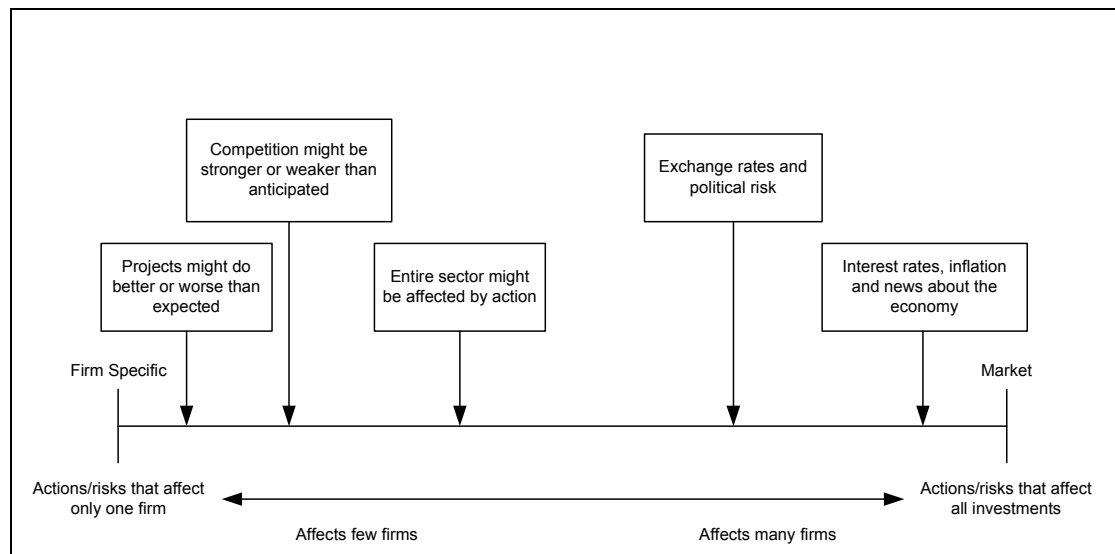 Competition might be
stronger or weaker than
anticipated
Exchange rates and
political risk
Projects might do
better or worse than
expected
Entire sector might
be affected by action
Interest rates, inflation
and news about the
economy
Firm Specific
Market
Actions/risks that affect
only one firm
Actions/risks that affect
all investments
Affects few firms
Affects many firms